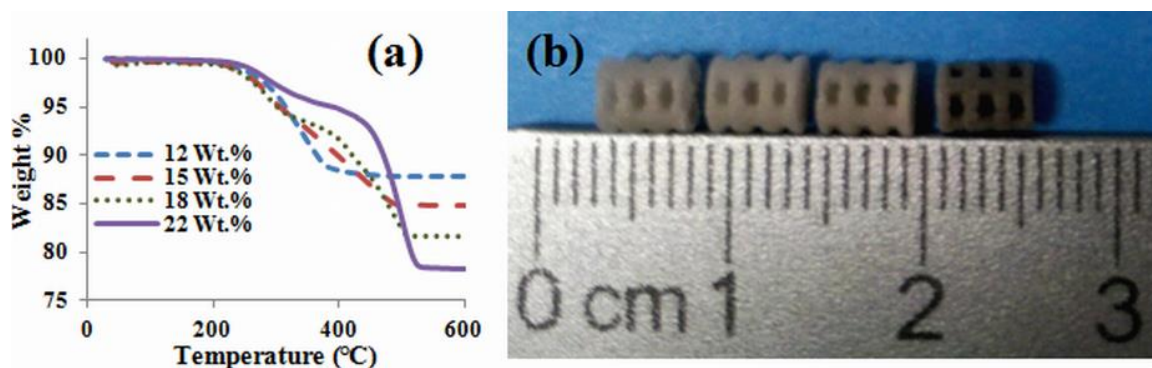 100
95
90
85
80
75
Weight %
(a)
12 Wt.%
15 Wt.%
18 Wt.%
22 Wt.%
0 200 400 600
Temperature (°C)
(b)
0 cm 1 2 3